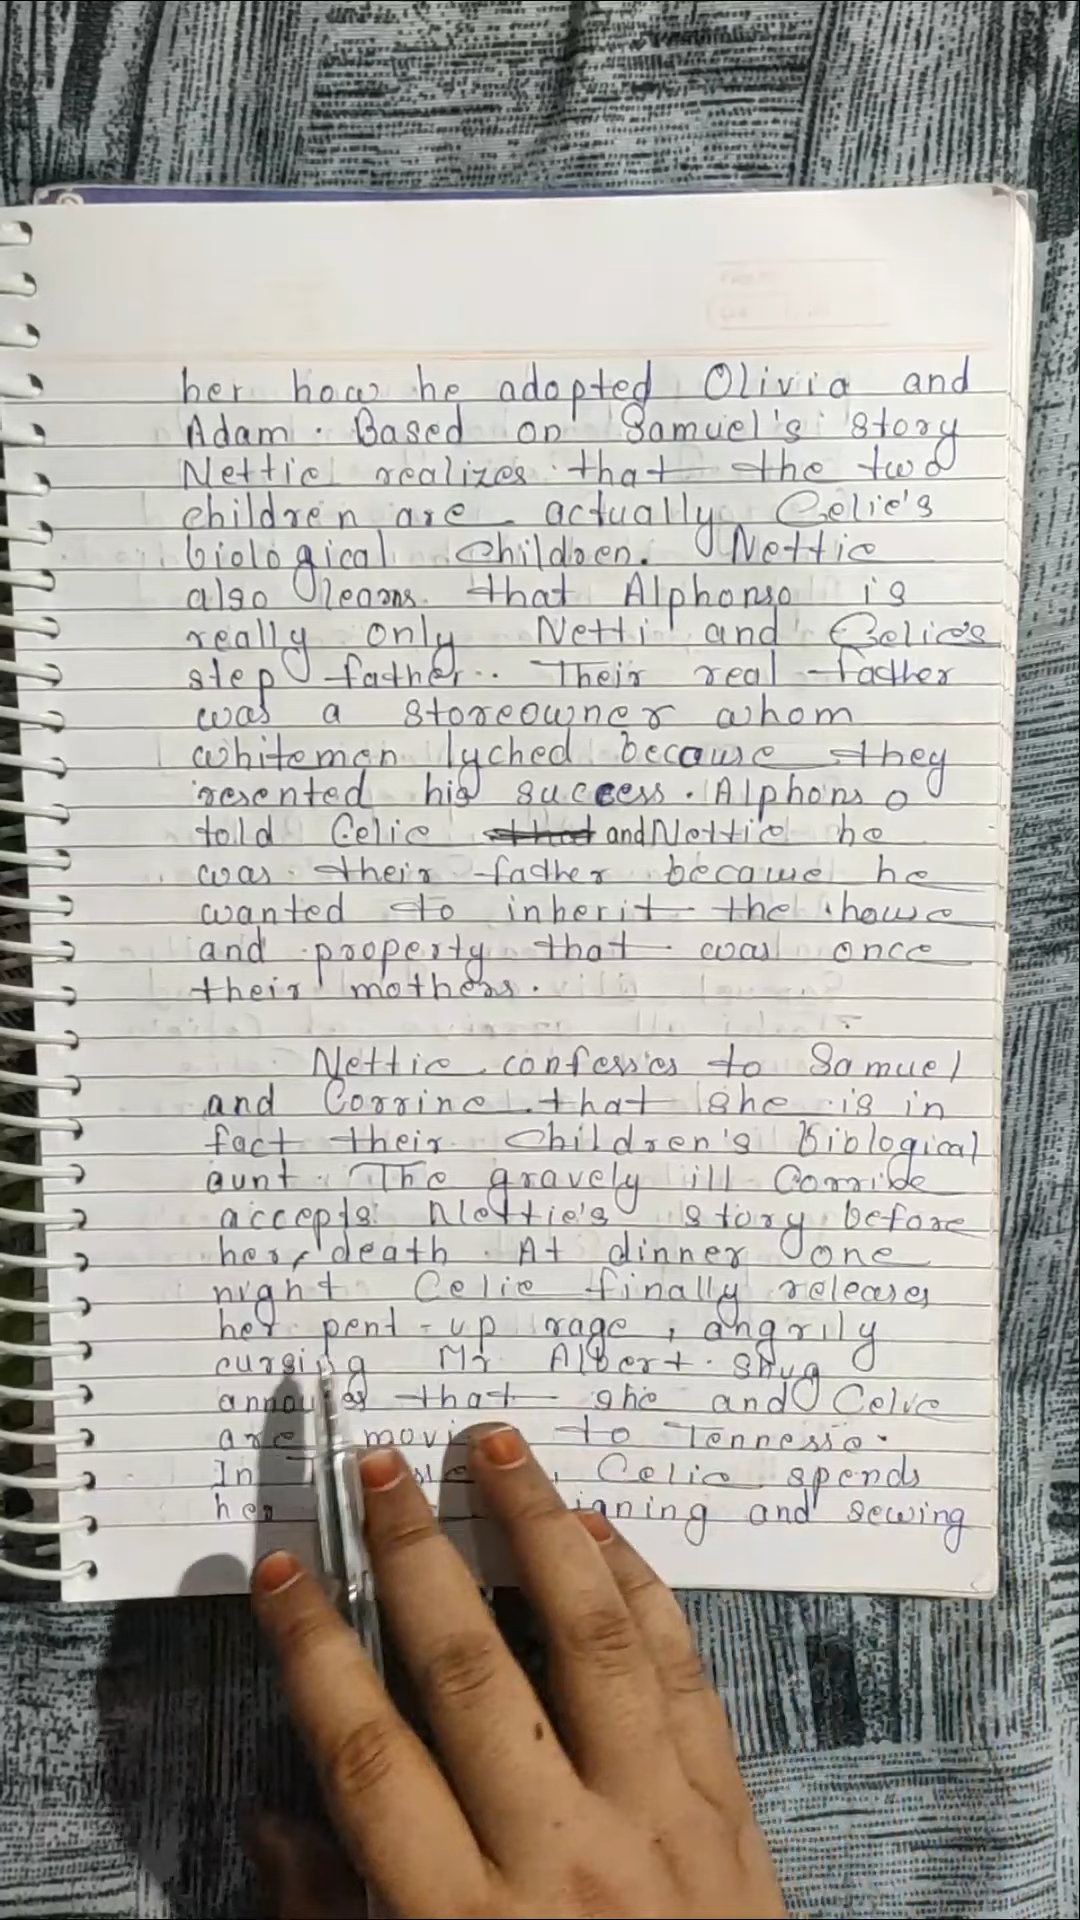 her how he adopted Olivia and
Adam. Based on Samuel's story
Nettie realizes that the two
children are actually Celie's
biological children. Nettie
also learns that Alphonso is
really only Netti and Celie's
step father.. Their real father
was a storeowner whom
whitemen lyched because they
resented his success. Alphonso
told Celie and Nettie he
was their father because he
wanted to inherit the house
and property that was once
their mothers.
Nettie confesses to Samuel
and Corrine that she is in
fact their children's biological
aunt. The gravely ill Corride
accepts Nettie's story before
her death. At dinner one
night Celie finally releases
her pent-up rage, angrily
cursing Mr Albert. Shug
that she and Celie
are to Tennesse.
In , Celie spends
her and sewing